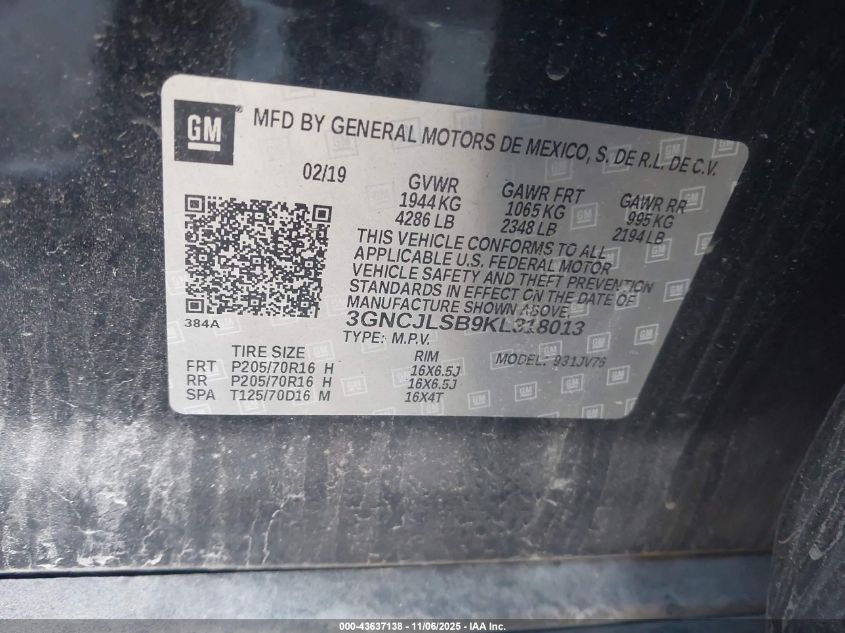 GM ® MFD BY GENERAL MOTORS DE MEXICO, S. DE R.L. DE C.V.
02/19 GVWR GAWR FRT GAWR RR
1944 KG 1065 KG 995 KG
4286 LB 2348 LB 2194 LB
THIS VEHICLE CONFORMS TO ALL
APPLICABLE U.S. FEDERAL MOTOR
VEHICLE SAFETY AND THEFT PREVENTION
STANDARDS IN EFFECT ON THE DATE OF
MANUFACTURE SHOWN ABOVE
384A 3GNCJLSB9KL318013
TYPE: M.P.V.
TIRE SIZE RIM MODEL: 931JV76
FRT P205/70R16 H 16X6.5J
RR P205/70R16 H 16X6.5J
SPA T125/70D16 M 16X4T
000-43637138 - 11/06/2025 - IAA Inc.